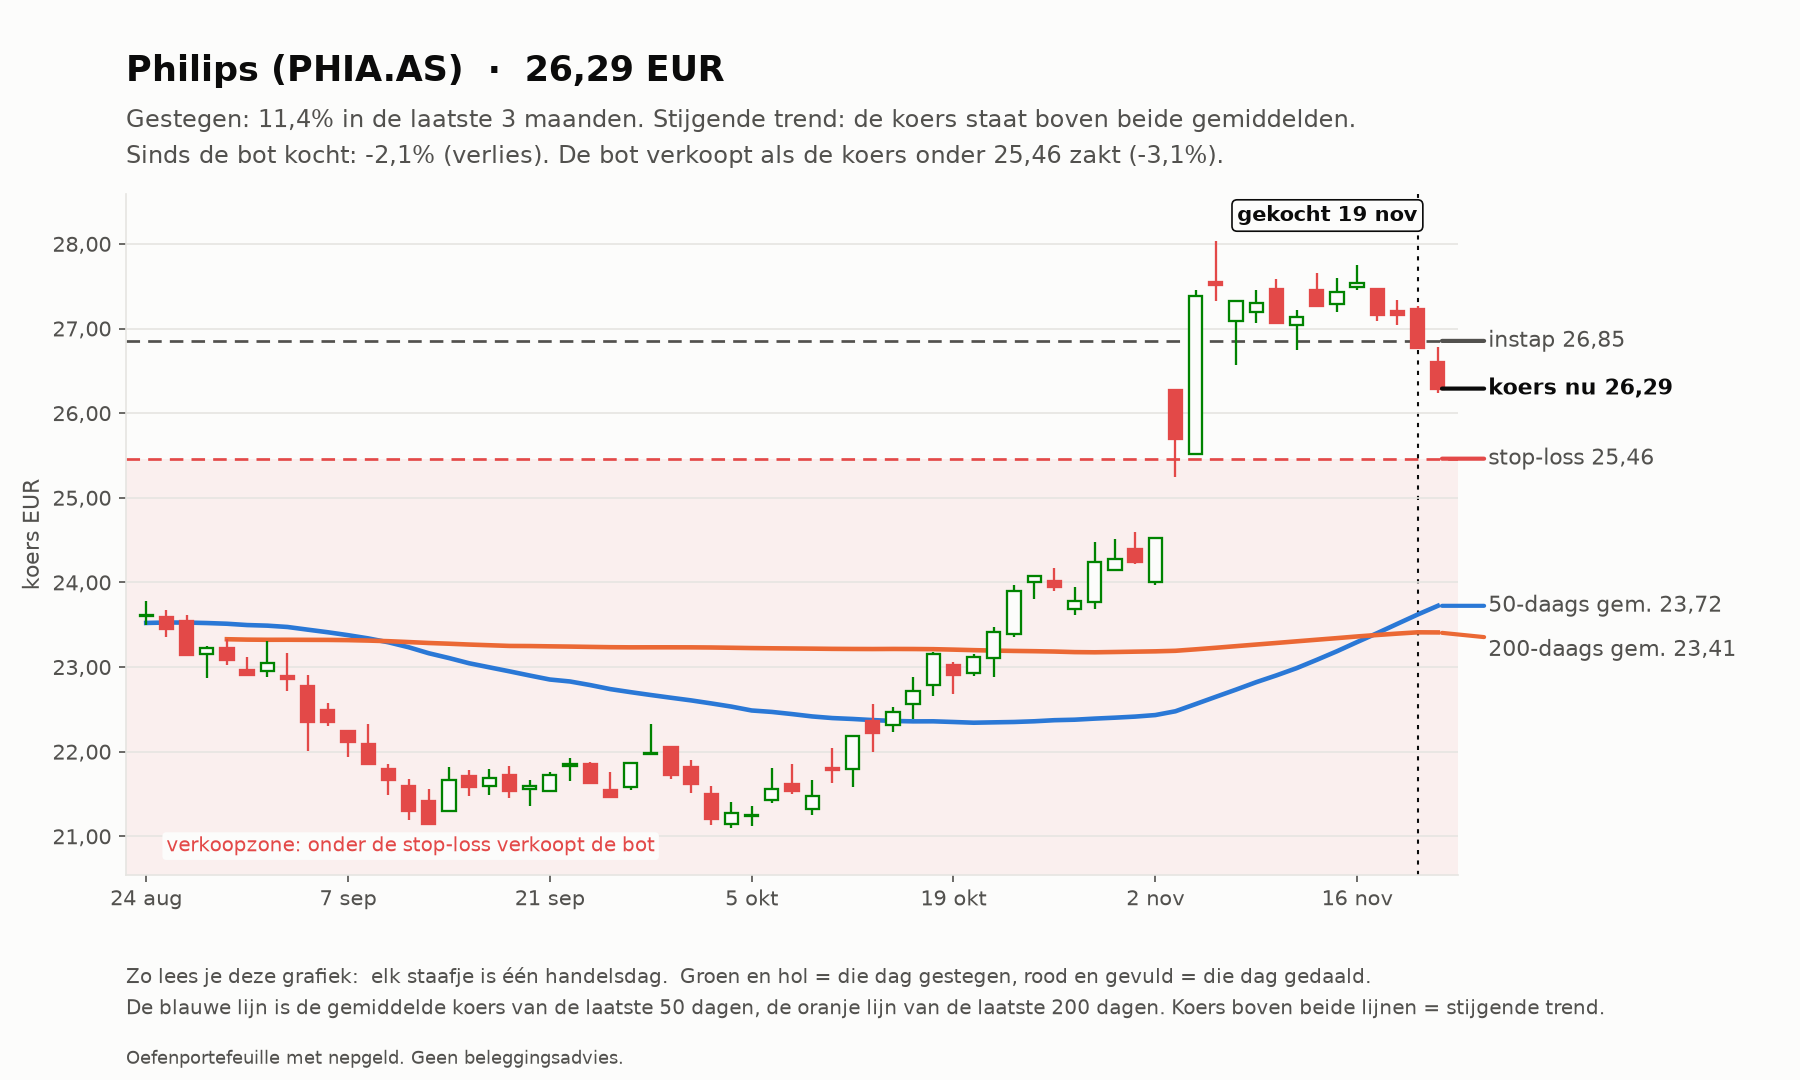 Philips (PHIA.AS)  ·  26,29 EUR
Gestegen: 11,4% in de laatste 3 maanden. Stijgende trend: de koers staat boven beide gemiddelden.
Sinds de bot kocht: -2,1% (verlies). De bot verkoopt als de koers onder 25,46 zakt (-3,1%).
gekocht 19 nov
28,00
27,00
instap 26,85
koers nu 26,29
26,00
stop-loss 25,46
25,00
koers EUR
24,00
50-daags gem. 23,72
200-daags gem. 23,41
23,00
22,00
21,00
verkoopzone: onder de stop-loss verkoopt de bot
24 aug
7 sep
21 sep
5 okt
19 okt
2 nov
16 nov
Zo lees je deze grafiek:  elk staafje is één handelsdag.  Groen en hol = die dag gestegen, rood en gevuld = die dag gedaald.
De blauwe lijn is de gemiddelde koers van de laatste 50 dagen, de oranje lijn van de laatste 200 dagen. Koers boven beide lijnen = stijgende trend.
Oefenportefeuille met nepgeld. Geen beleggingsadvies.